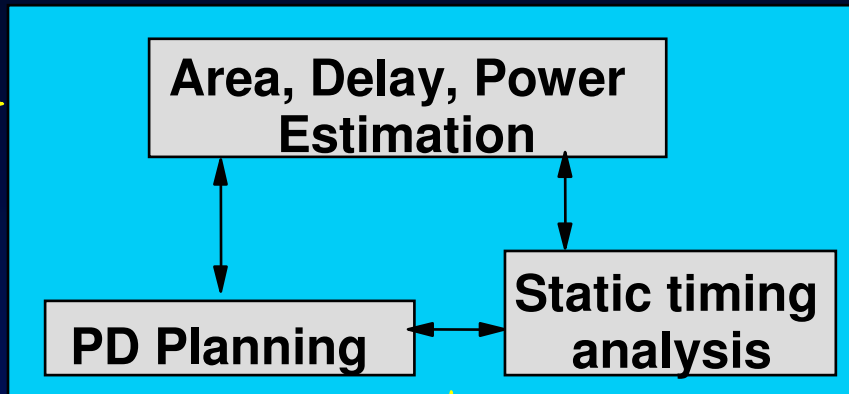 Area, Delay, Power
Estimation
PD Planning
Static timing
analysis